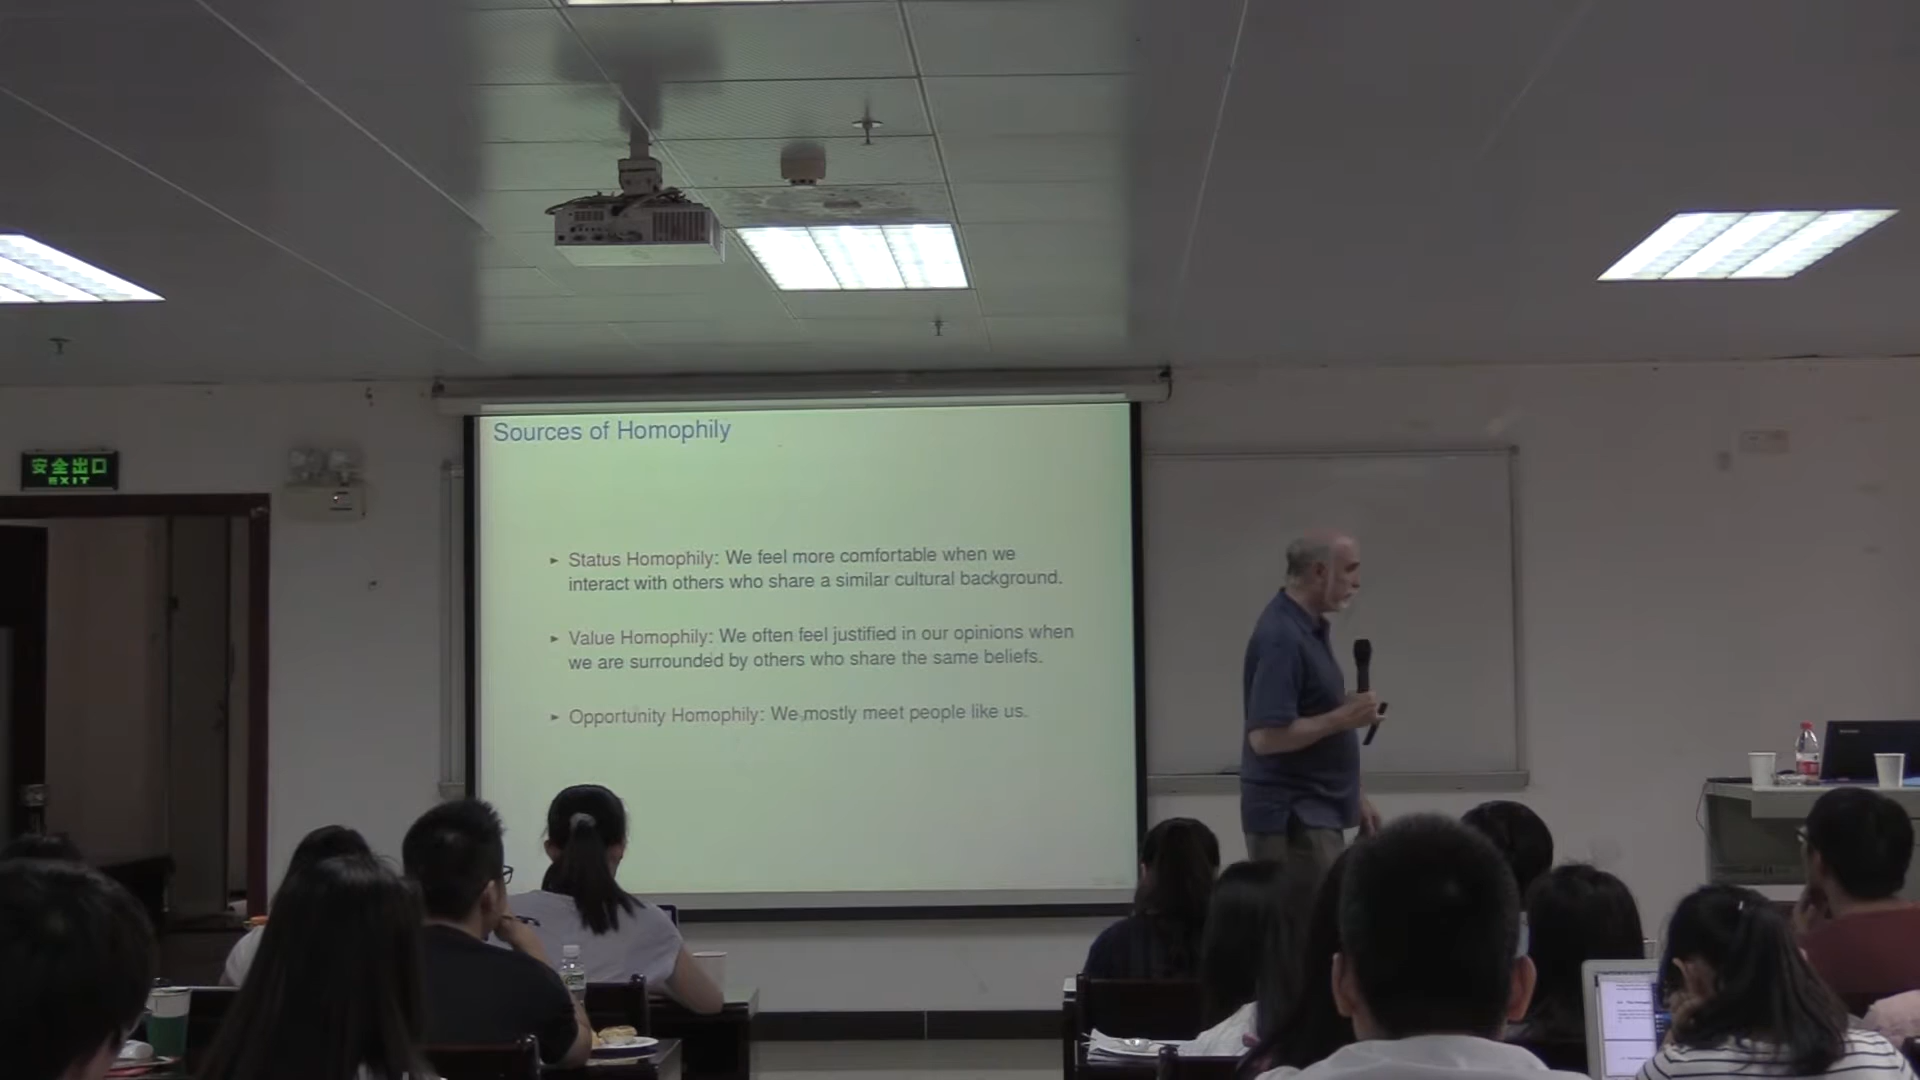 安全出口
EXIT
Sources of Homophily
► Status Homophily: We feel more comfortable when we
interact with others who share a similar cultural background.
► Value Homophily: We often feel justified in our opinions when
we are surrounded by others who share the same beliefs.
► Opportunity Homophily: We mostly meet people like us.